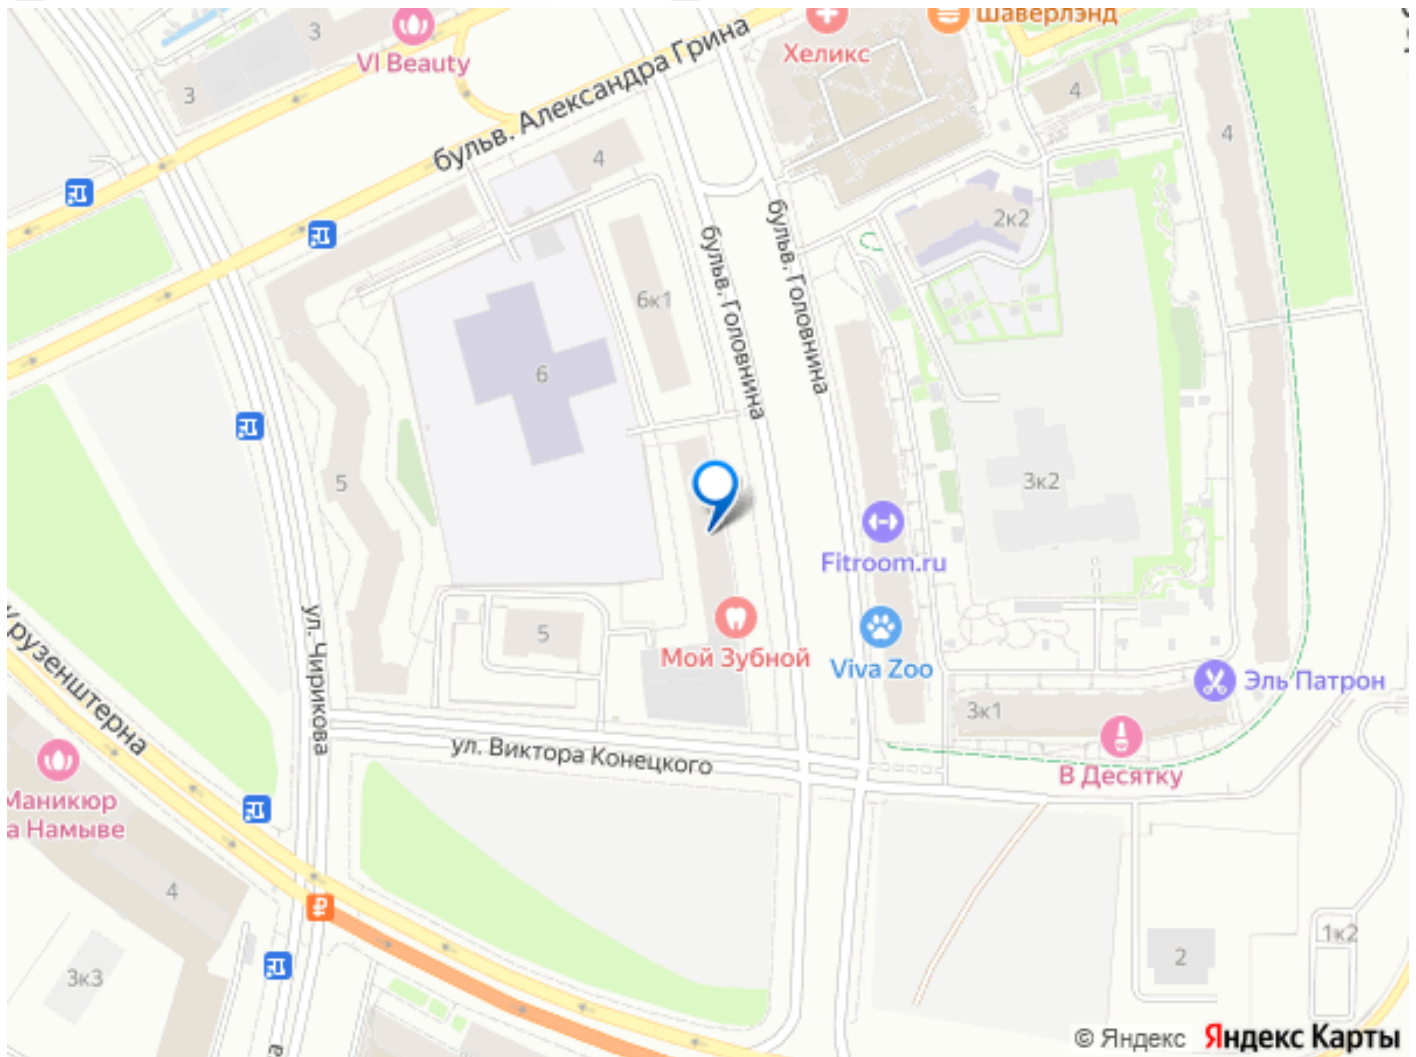 Шаверлэнд
3
VI Beauty
Хеликс
3
бульв. Александра Грина
4
4
4
2к2
бульв. Головнина
бульв. Головнина
6к1
6
5
3к2
Fitroom.ru
ул. Чирикова
5
Мой Зубной
Viva Zoo
Эль Патрон
Крузенштерна
3к1
ул. Виктора Конецкого
В Десятку
Маникюр
а Намыве
4
3к3
1к2
2
© Яндекс Яндекс Карты